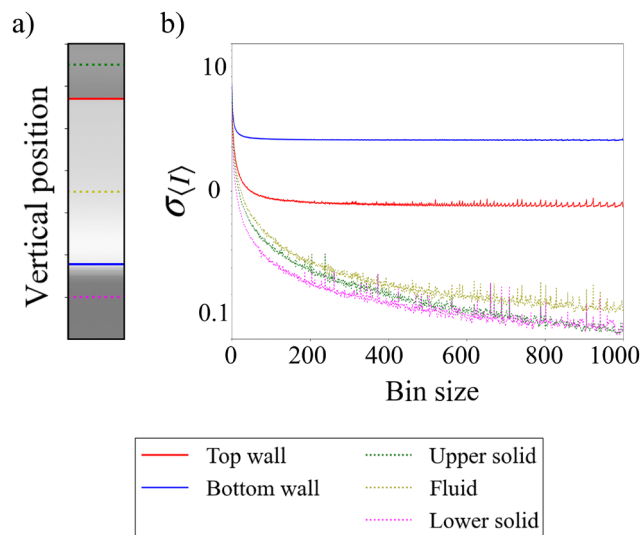 a)
b)
Vertical position
σ⟨I⟩
10
0
0.1
0
200
400
600
800
1000
Bin size
Top wall
Upper solid
Bottom wall
Fluid
Lower solid